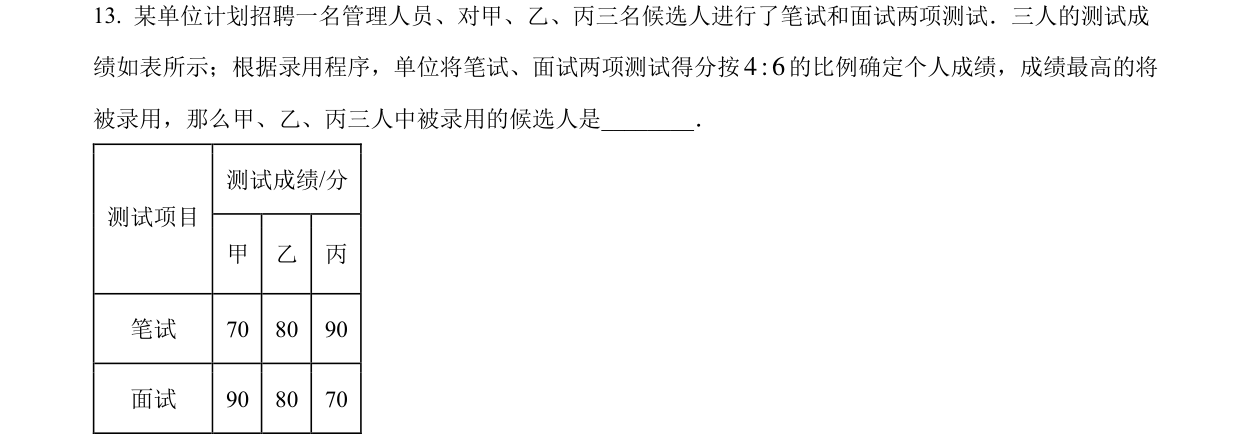 13. 某单位计划招聘一名管理人员、对甲、乙、丙三名候选人进行了笔试和面试两项测试．三人的测试成
绩如表所示；根据录用程序，单位将笔试、面试两项测试得分按4:6的比例确定个人成绩，成绩最高的将
被录用，那么甲、乙、丙三人中被录用的候选人是________．
测试项目 测试成绩/分
甲 乙 丙
笔试 70 80 90
面试 90 80 70